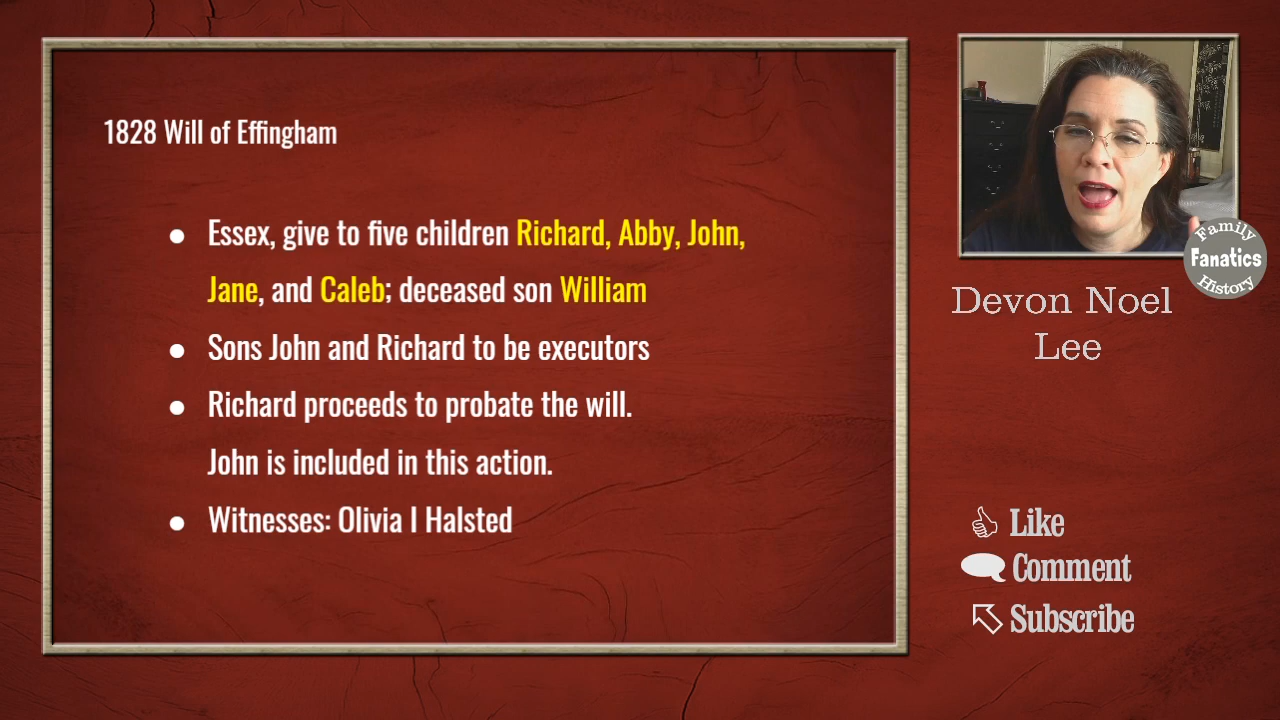 1828 Will of Effingham
● Essex, give to five children Richard, Abby, John,
Jane, and Caleb; deceased son William
● Sons John and Richard to be executors
● Richard proceeds to probate the will.
John is included in this action.
● Witnesses: Olivia I Halsted
Family
Fanatics
History
Devon Noel
Lee
Like
Comment
Subscribe